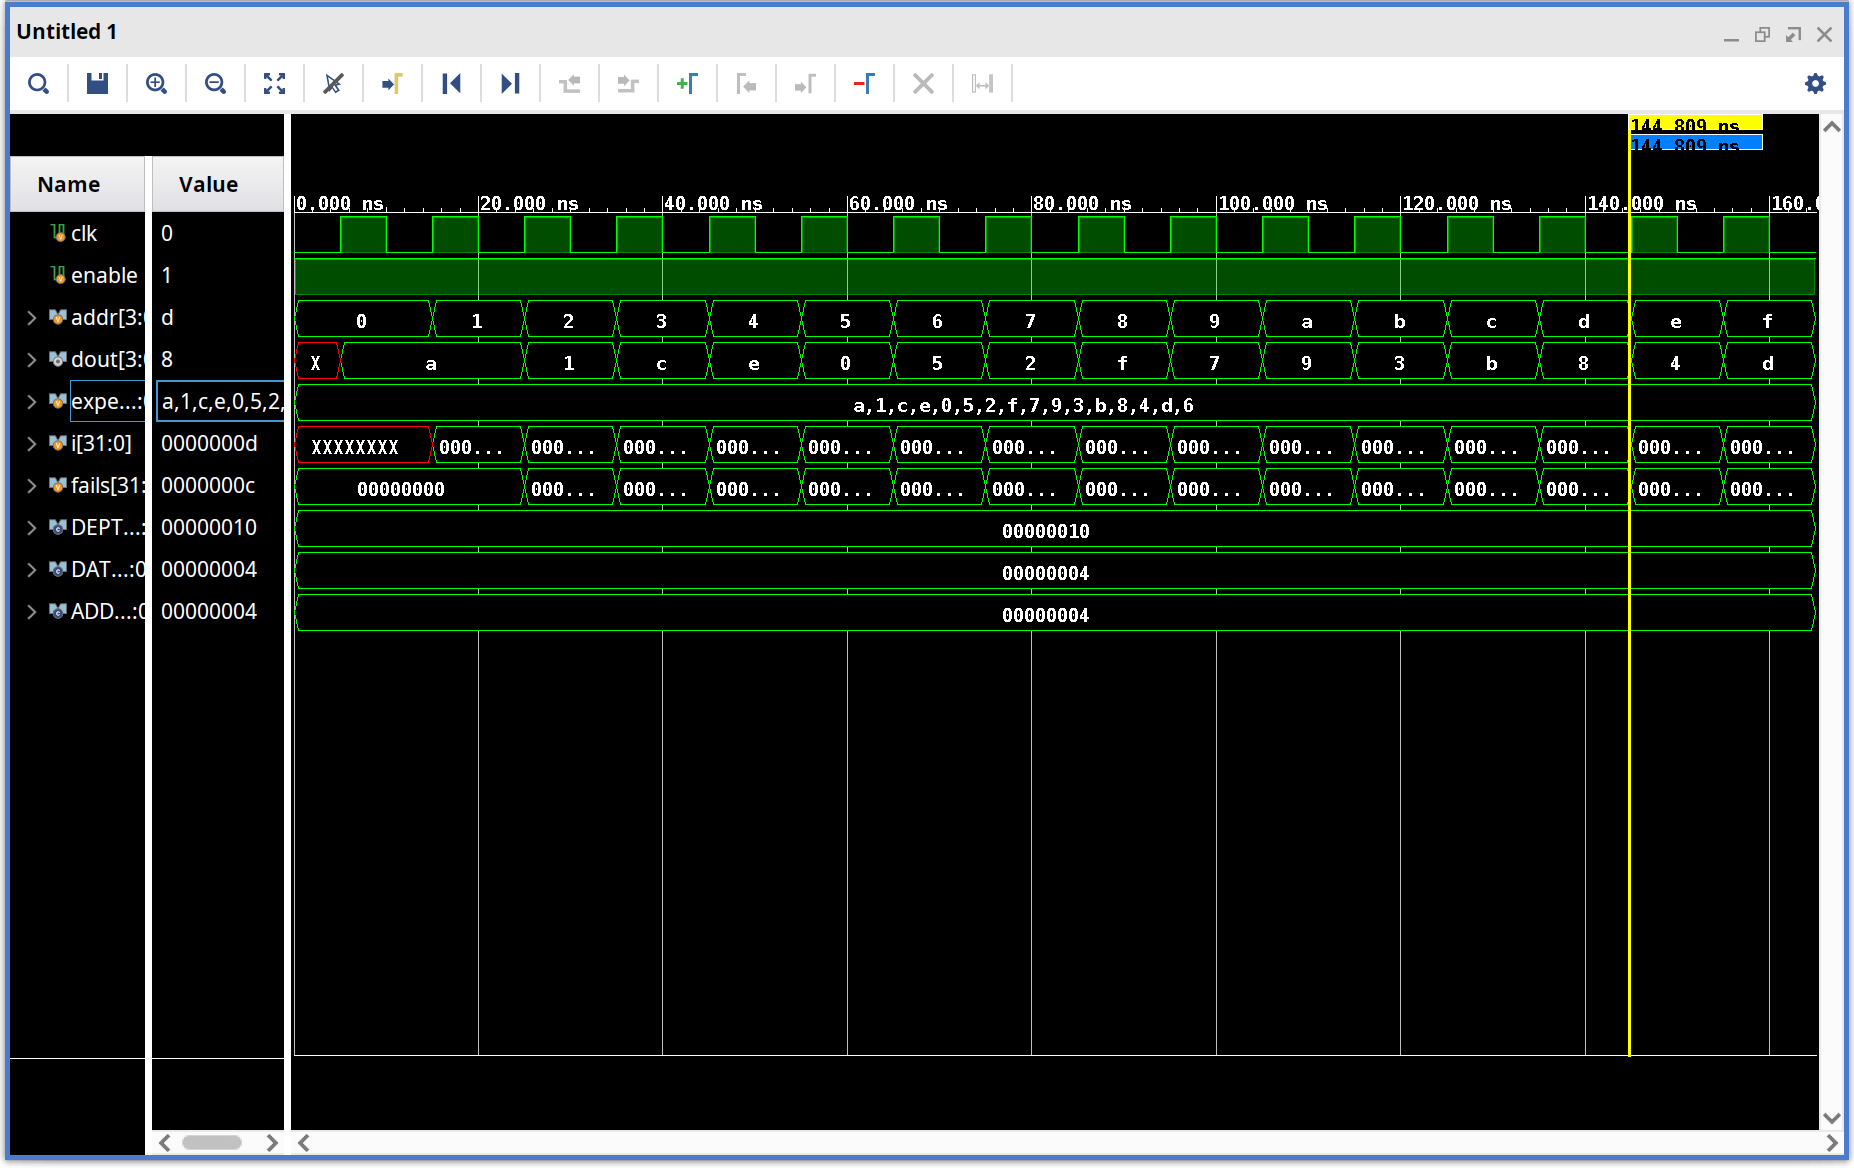 Untitled 1
144.809 ns
144.809 ns
Name Value
0.000 ns 20.000 ns 40.000 ns 60.000 ns 80.000 ns 100.000 ns 120.000 ns 140.000 ns 160.0
clk 0
enable 1
addr[3:0 d 0 1 2 3 4 5 6 7 8 9 a b c d e f
dout[3:0 8 X a 1 c e 0 5 2 f 7 9 3 b 8 4 d
expe...:0 a,1,c,e,0,5,2, a,1,c,e,0,5,2,f,7,9,3,b,8,4,d,6
i[31:0] 0000000d XXXXXXXX 000... 000... 000... 000... 000... 000... 000... 000... 000... 000... 000... 000... 000... 000... 000...
fails[31: 0000000c 00000000 000... 000... 000... 000... 000... 000... 000... 000... 000... 000... 000... 000... 000... 000...
DEPT...: 00000010 00000010
DAT...:0 00000004 00000004
ADD...:0 00000004 00000004